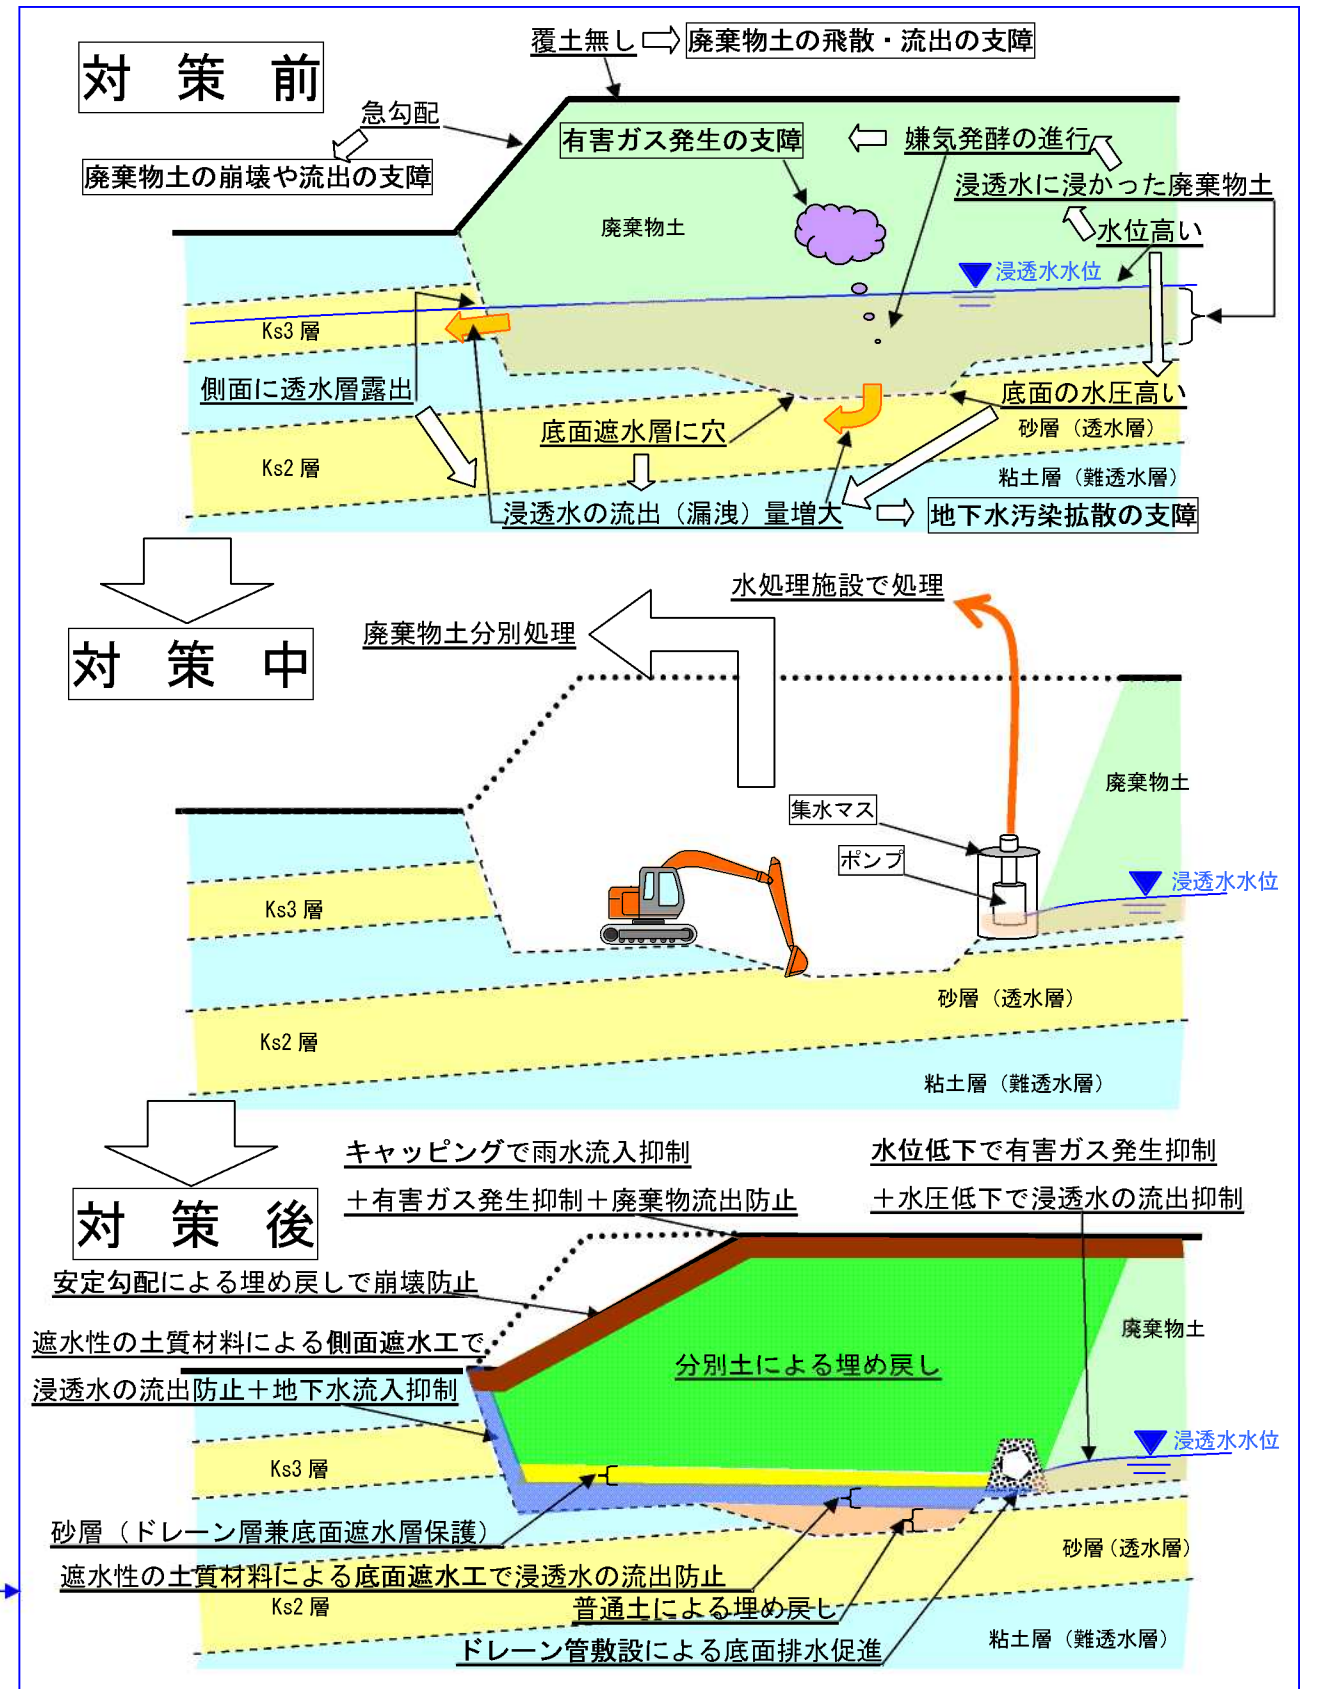 対策前
覆土無し
廃棄物土の飛散・流出の支障
急勾配
廃棄物土の崩壊や流出の支障
有害ガス発生の支障
嫌気発酵の進行
浸透水に浸かった廃棄物土
廃棄物土
水位高い
浸透水水位
Ks3層
側面に透水層露出
底面の水圧高い
底面遮水層に穴
砂層（透水層）
Ks2層
粘土層（難透水層）
浸透水の流出（漏洩）量増大
地下水汚染拡散の支障
対策中
水処理施設で処理
廃棄物土分別処理
廃棄物土
集水マス
ポンプ
浸透水水位
Ks3層
砂層（透水層）
Ks2層
粘土層（難透水層）
対策後
キャッピングで雨水流入抑制
＋有害ガス発生抑制＋廃棄物流出防止
水位低下で有害ガス発生抑制
＋水圧低下で浸透水の流出抑制
安定勾配による埋め戻しで崩壊防止
遮水性の土質材料による側面遮水工で
浸透水の流出防止＋地下水流入抑制
廃棄物土
分別土による埋め戻し
浸透水水位
Ks3層
砂層（ドレーン層兼底面遮水層保護）
砂層（透水層）
遮水性の土質材料による底面遮水工で浸透水の流出防止
Ks2層
普通土による埋め戻し
粘土層（難透水層）
ドレーン管敷設による底面排水促進